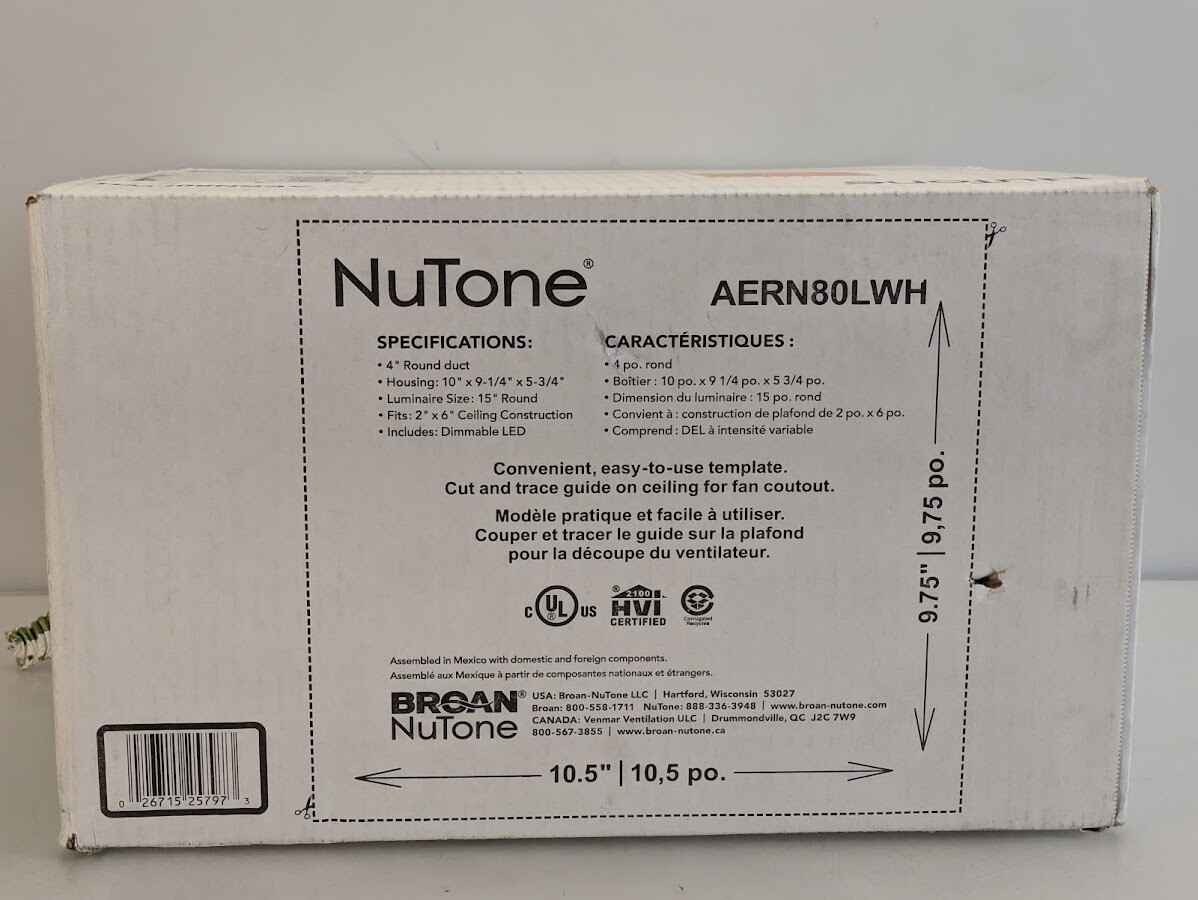 NuTone®
AERN80LWH
SPECIFICATIONS:
• 4" Round duct
• Housing: 10" x 9-1/4" x 5-3/4"
• Luminaire Size: 15" Round
• Fits: 2" x 6" Ceiling Construction
• Includes: Dimmable LED
CARACTÉRISTIQUES :
• 4 po. rond
• Boîtier : 10 po. x 9 1/4 po. x 5 3/4 po.
• Dimension du luminaire : 15 po. rond
• Convient à : construction de plafond de 2 po. x 6 po.
• Comprend : DEL à intensité variable
Convenient, easy-to-use template.
Cut and trace guide on ceiling for fan coutout.
Modèle pratique et facile à utiliser.
Couper et tracer le guide sur la plafond
pour la découpe du ventilateur.
9.75" | 9,75 po.
C UL® US
® 2100 HVI
CERTIFIED
Corrugated
Recycles
Assembled in Mexico with domestic and foreign components.
Assemblé aux Mexique à partir de composantes nationaux et étrangers.
BROAN®
NuTone
USA: Broan-NuTone LLC | Hartford, Wisconsin 53027
Broan: 800-558-1711 NuTone: 888-336-3948 | www.broan-nutone.com
CANADA: Venmar Ventilation ULC | Drummondville, QC J2C 7W9
800-567-3855 | www.broan-nutone.ca
10.5" | 10,5 po.
0 26715 25797 3